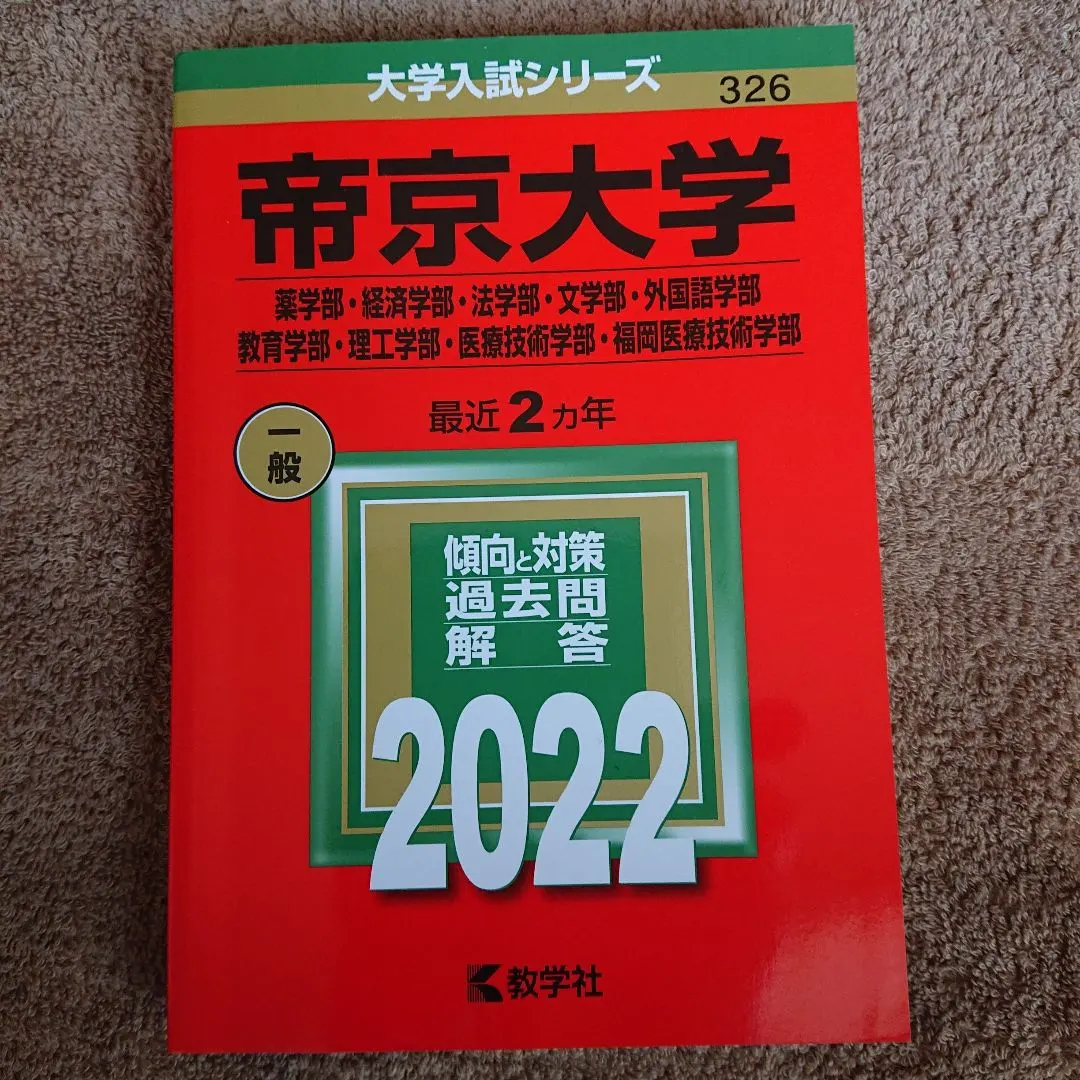 大学入試シリーズ
326
帝京大学
薬学部・経済学部・法学部・文学部・外国語学部
教育学部・理工学部・医療技術学部・福岡医療技術学部
最近2カ年
一
般
傾向と対策
過去問
解答
2022
教学社